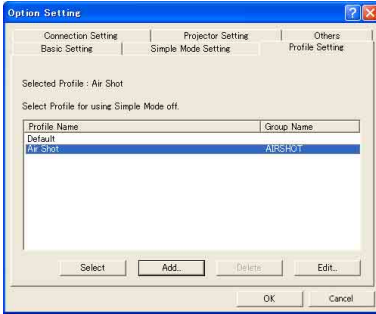 Option Setting
Connection Setting Projector Setting Others
Basic Setting Simple Mode Setting Profile Setting
Selected Profile : Air Shot
Select Profile for using Simple Mode off.
Profile Name Group Name
Default
Air Shot AIRSHOT
Select Add... Delete Edit...
OK Cancel